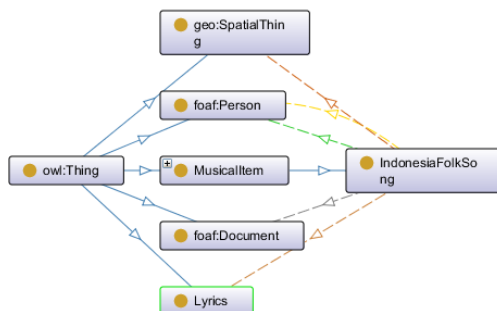 geo:SpatialThin
g
foaf:Person
owl:Thing
MusicalItem
IndonesiaFolkSo
ng
foaf:Document
Lyrics